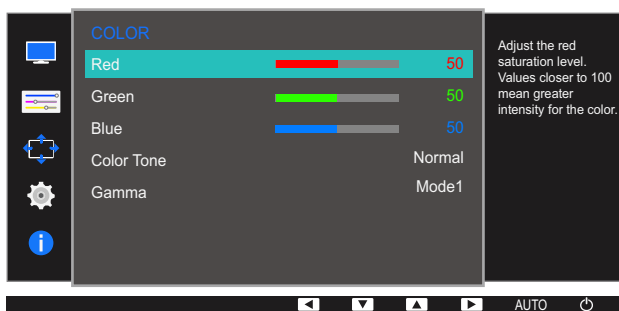 COLOR
Red 50
Green 50
Blue 50
Color Tone Normal
Gamma Mode1
Adjust the red
saturation level.
Values closer to 100
mean greater
intensity for the color.
AUTO